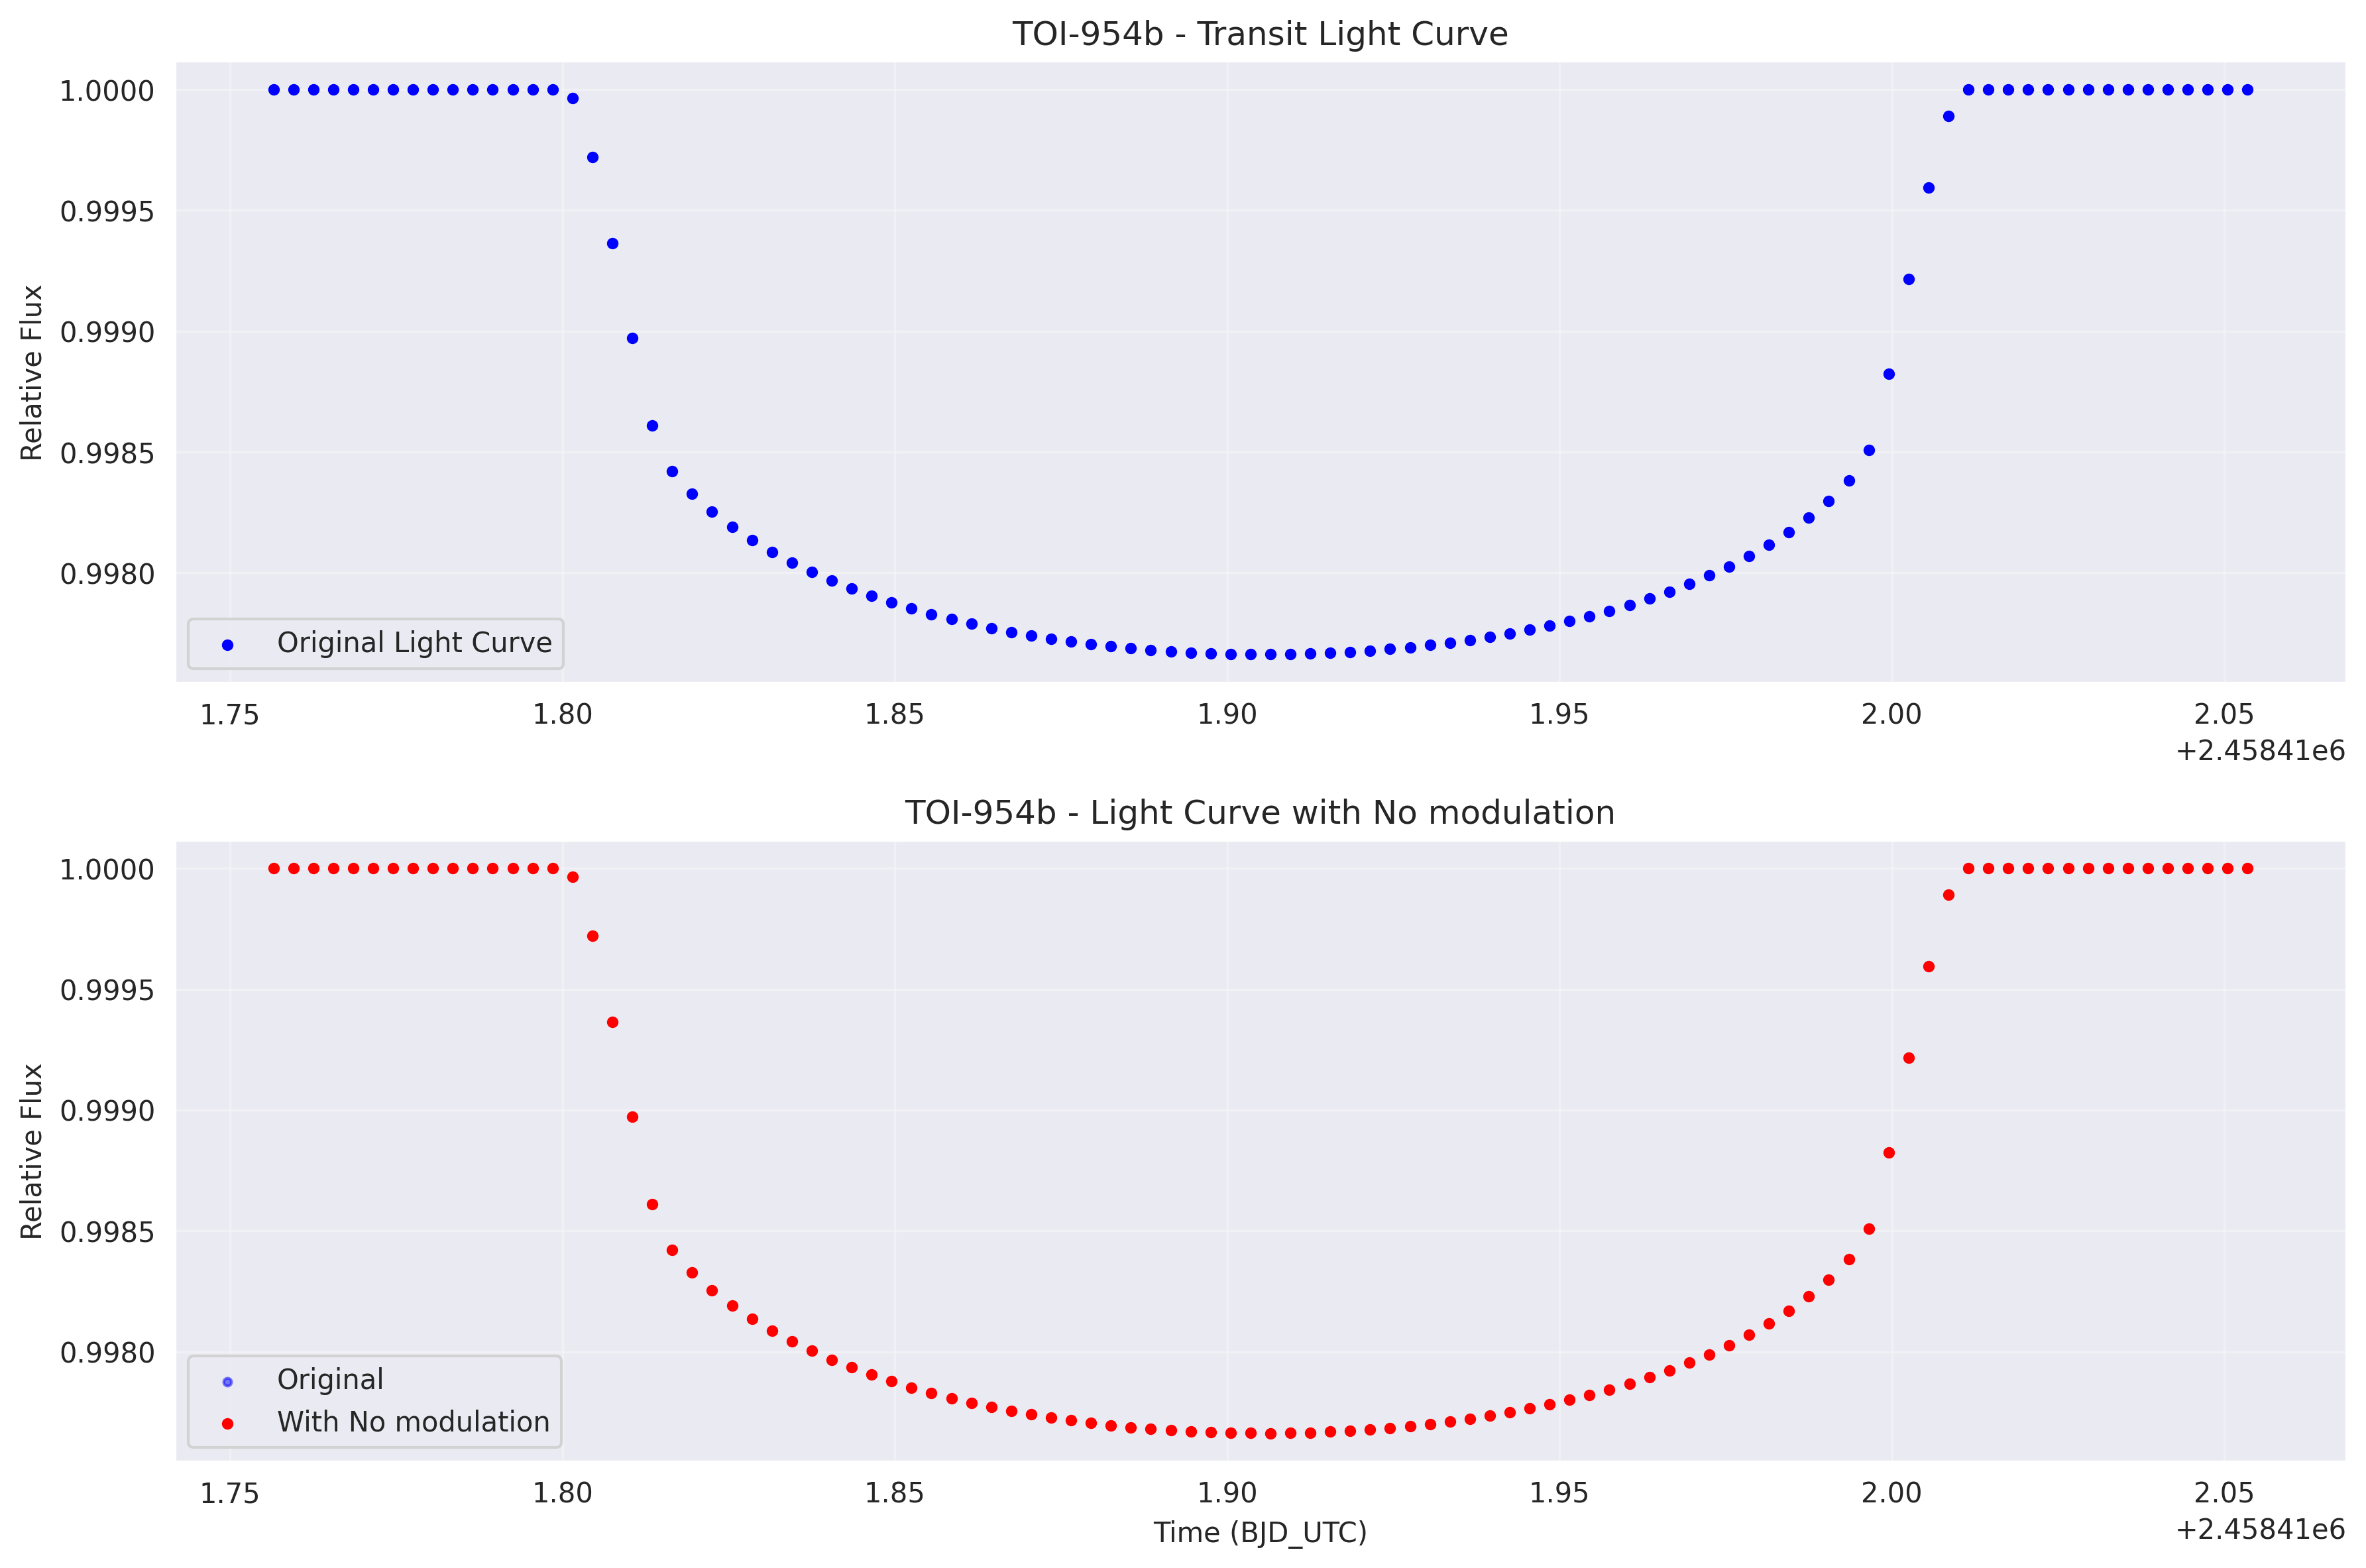 TOI-954b - Transit Light Curve
Relative Flux
1.0000
0.9995
0.9990
0.9985
0.9980
Original Light Curve
1.75 1.80 1.85 1.90 1.95 2.00 2.05
+2.45841e6
TOI-954b - Light Curve with No modulation
Relative Flux
1.0000
0.9995
0.9990
0.9985
0.9980
Original
With No modulation
1.75 1.80 1.85 1.90 1.95 2.00 2.05
Time (BJD_UTC)
+2.45841e6